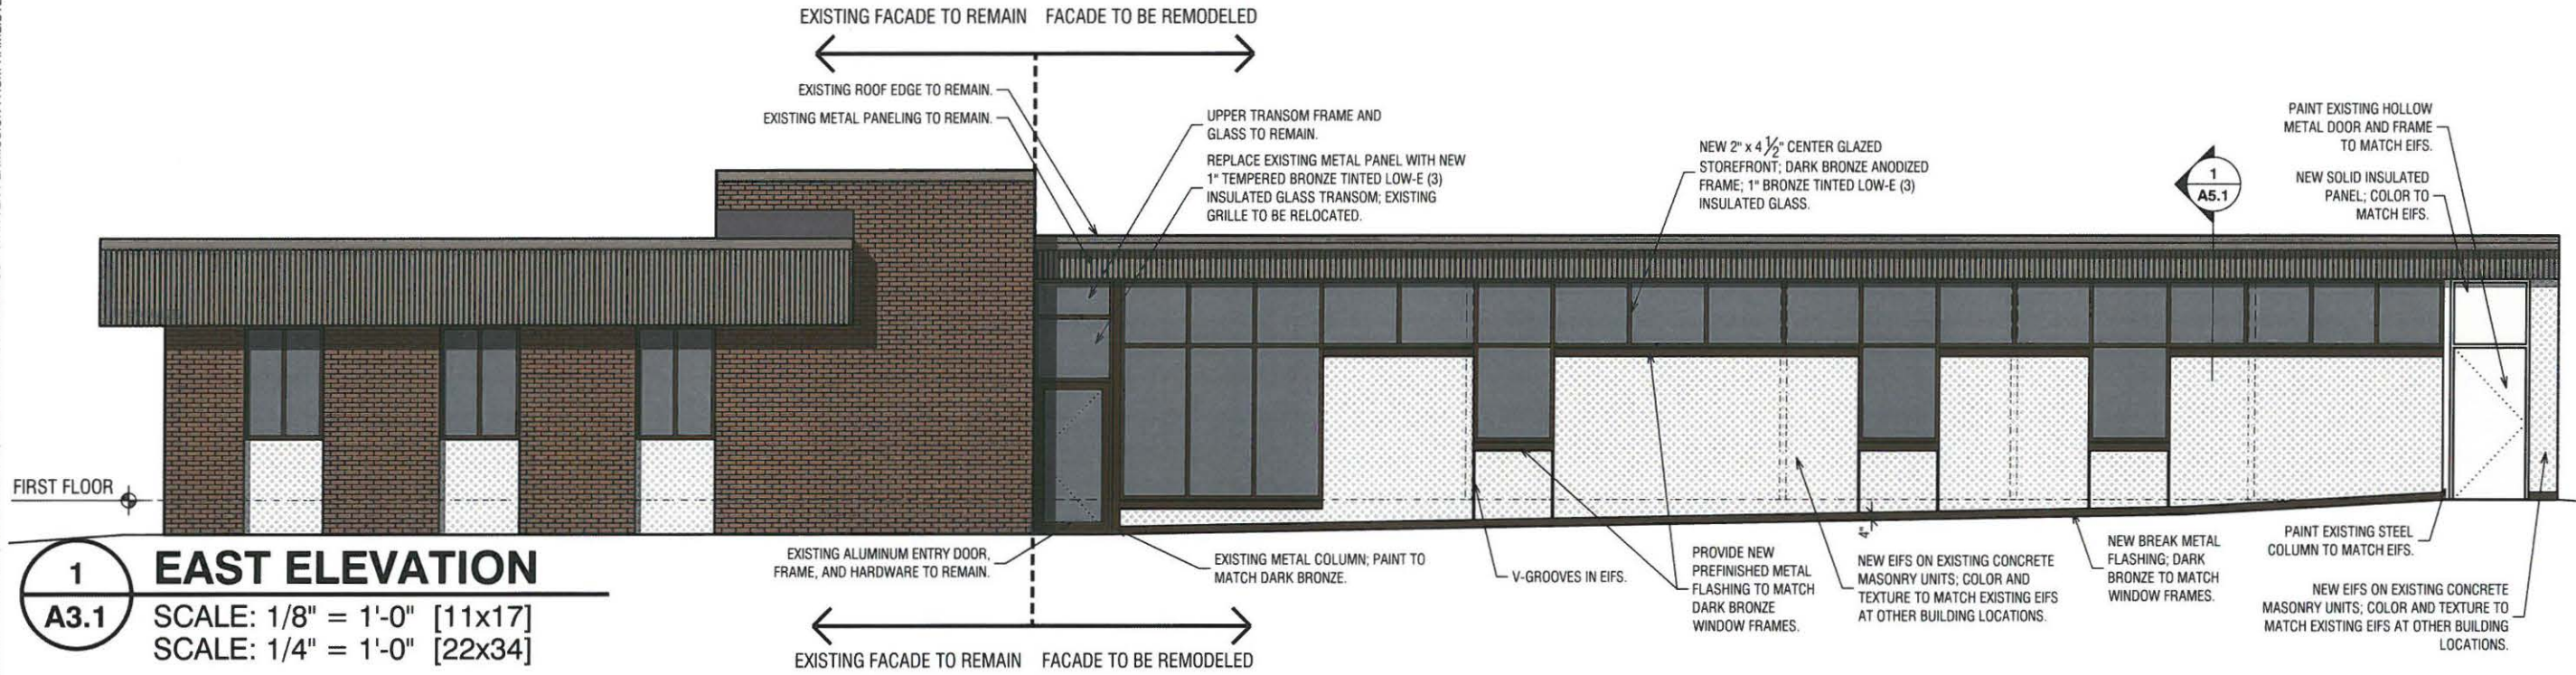 EXISTING FACADE TO REMAIN FACADE TO BE REMODELED
EXISTING ROOF EDGE TO REMAIN.
EXISTING METAL PANELING TO REMAIN.
UPPER TRANSOM FRAME AND
GLASS TO REMAIN.
REPLACE EXISTING METAL PANEL WITH NEW
1" TEMPERED BRONZE TINTED LOW-E (3)
INSULATED GLASS TRANSOM; EXISTING
GRILLE TO BE RELOCATED.
NEW 2" x 4 1/2" CENTER GLAZED
STOREFRONT; DARK BRONZE ANODIZED
FRAME; 1" BRONZE TINTED LOW-E (3)
INSULATED GLASS.
1
A5.1
PAINT EXISTING HOLLOW
METAL DOOR AND FRAME
TO MATCH EIFS.
NEW SOLID INSULATED
PANEL; COLOR TO
MATCH EIFS.
FIRST FLOOR
1
A3.1
EAST ELEVATION
SCALE: 1/8" = 1'-0" [11x17]
SCALE: 1/4" = 1'-0" [22x34]
EXISTING ALUMINUM ENTRY DOOR,
FRAME, AND HARDWARE TO REMAIN.
EXISTING METAL COLUMN; PAINT TO
MATCH DARK BRONZE.
V-GROOVES IN EIFS.
PROVIDE NEW
PREFINISHED METAL
FLASHING TO MATCH
DARK BRONZE
WINDOW FRAMES.
4"
NEW EIFS ON EXISTING CONCRETE
MASONRY UNITS; COLOR AND
TEXTURE TO MATCH EXISTING EIFS
AT OTHER BUILDING LOCATIONS.
NEW BREAK METAL
FLASHING; DARK
BRONZE TO MATCH
WINDOW FRAMES.
PAINT EXISTING STEEL
COLUMN TO MATCH EIFS.
NEW EIFS ON EXISTING CONCRETE
MASONRY UNITS; COLOR AND TEXTURE TO
MATCH EXISTING EIFS AT OTHER BUILDING
LOCATIONS.
EXISTING FACADE TO REMAIN FACADE TO BE REMODELED